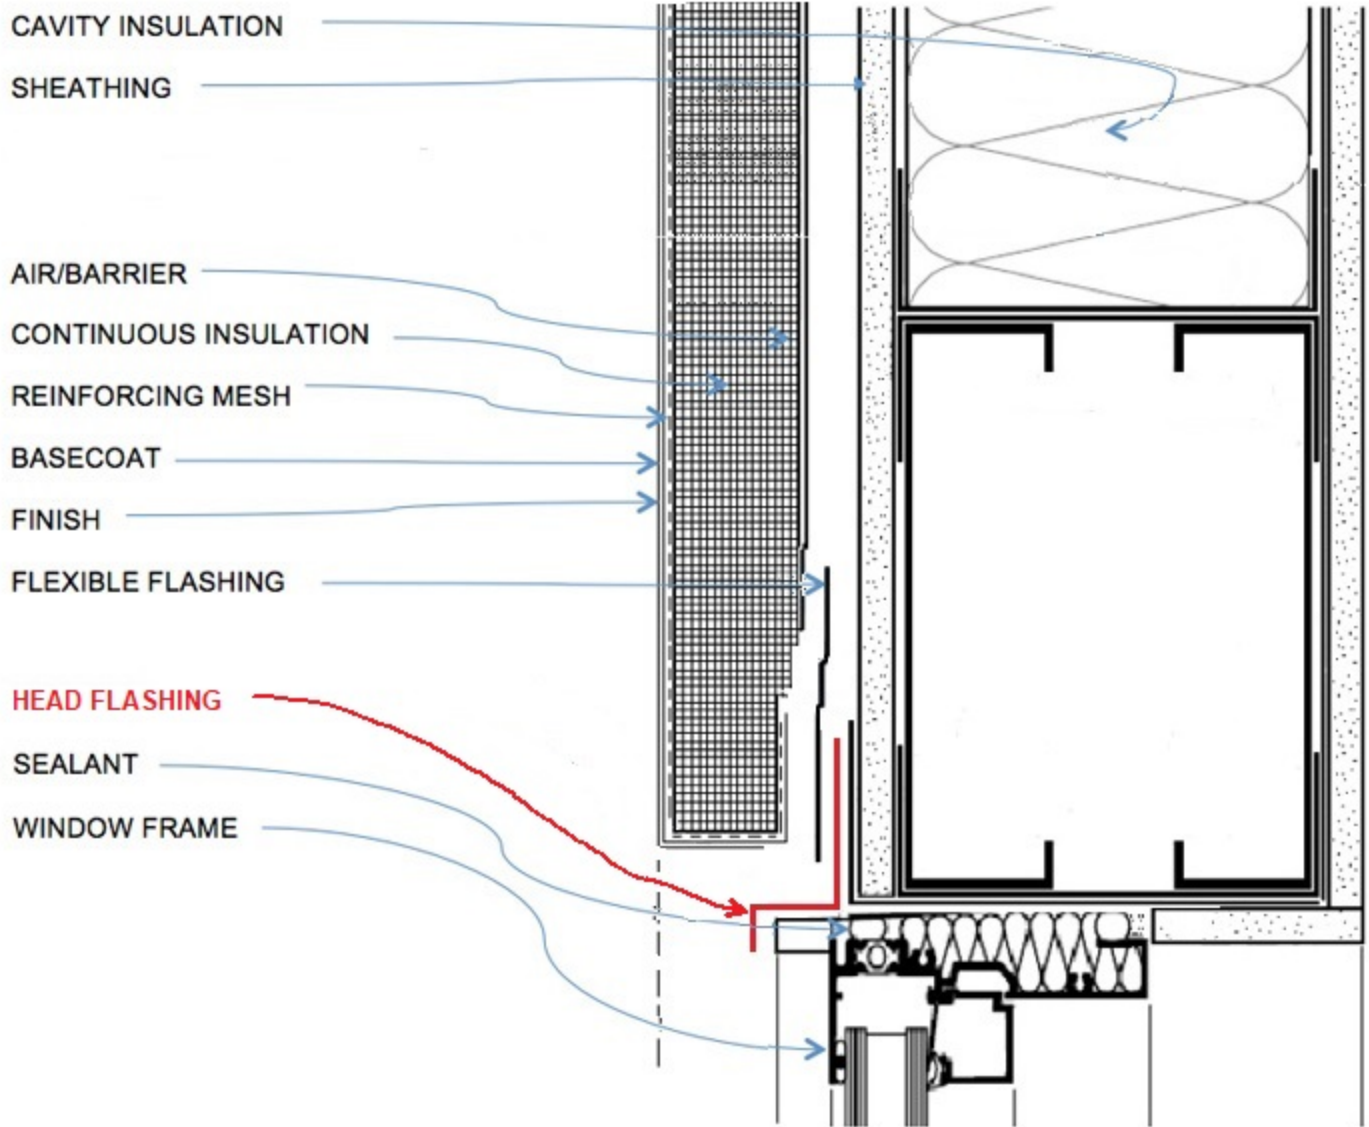 CAVITY INSULATION
SHEATHING
AIR/BARRIER
CONTINUOUS INSULATION
REINFORCING MESH
BASECOAT
FINISH
FLEXIBLE FLASHING
HEAD FLASHING
SEALANT
WINDOW FRAME